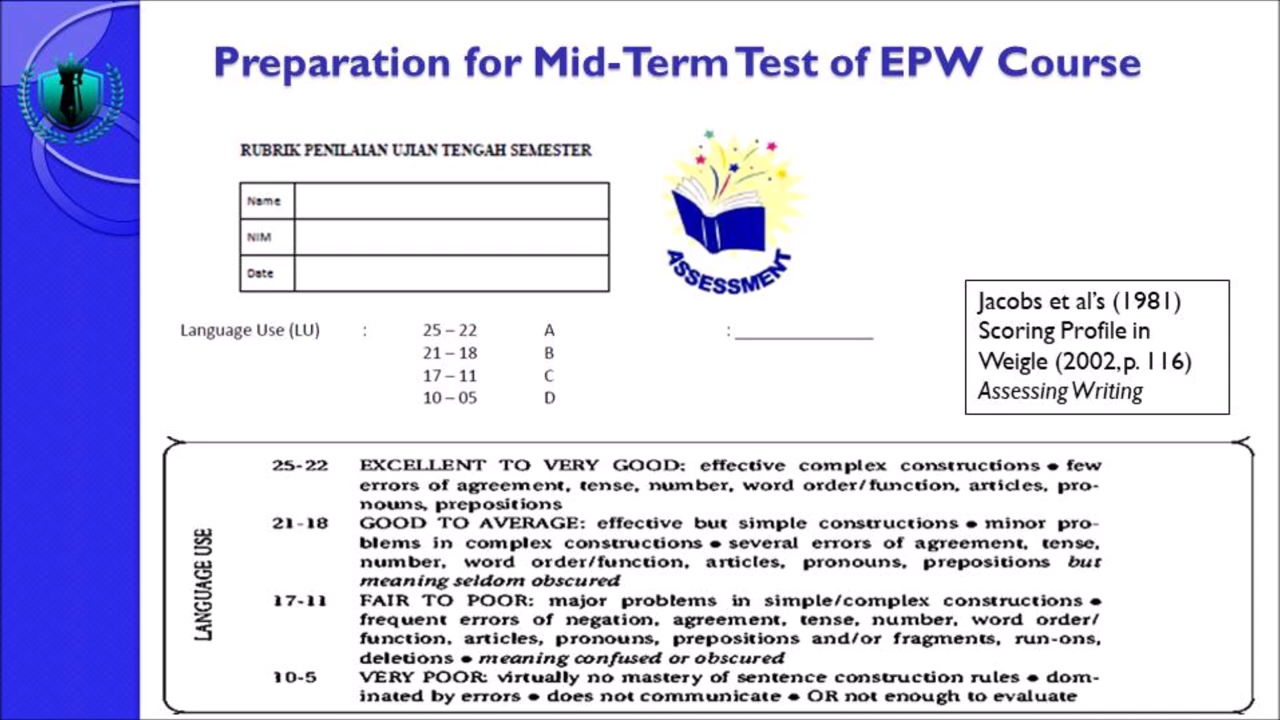 Preparation for Mid-Term Test of EPW Course
RUBRIK PENILAIAN UJIAN TENGAH SEMESTER
Name
NIM
Date
ASSESSMENT
Language Use (LU) : 25 – 22 A : _______________
21 – 18 B
17 – 11 C
10 – 05 D
Jacobs et al's (1981)
Scoring Profile in
Weigle (2002, p. 116)
Assessing Writing
LANGUAGE USE
25-22 EXCELLENT TO VERY GOOD: effective complex constructions • few
errors of agreement, tense, number, word order/function, articles, pro-
nouns, prepositions
21-18 GOOD TO AVERAGE: effective but simple constructions • minor pro-
blems in complex constructions • several errors of agreement, tense,
number, word order/function, articles, pronouns, prepositions but
meaning seldom obscured
17-11 FAIR TO POOR: major problems in simple/complex constructions •
frequent errors of negation, agreement, tense, number, word order/
function, articles, pronouns, prepositions and/or fragments, run-ons,
deletions • meaning confused or obscured
10-5 VERY POOR: virtually no mastery of sentence construction rules • dom-
inated by errors • does not communicate • OR not enough to evaluate